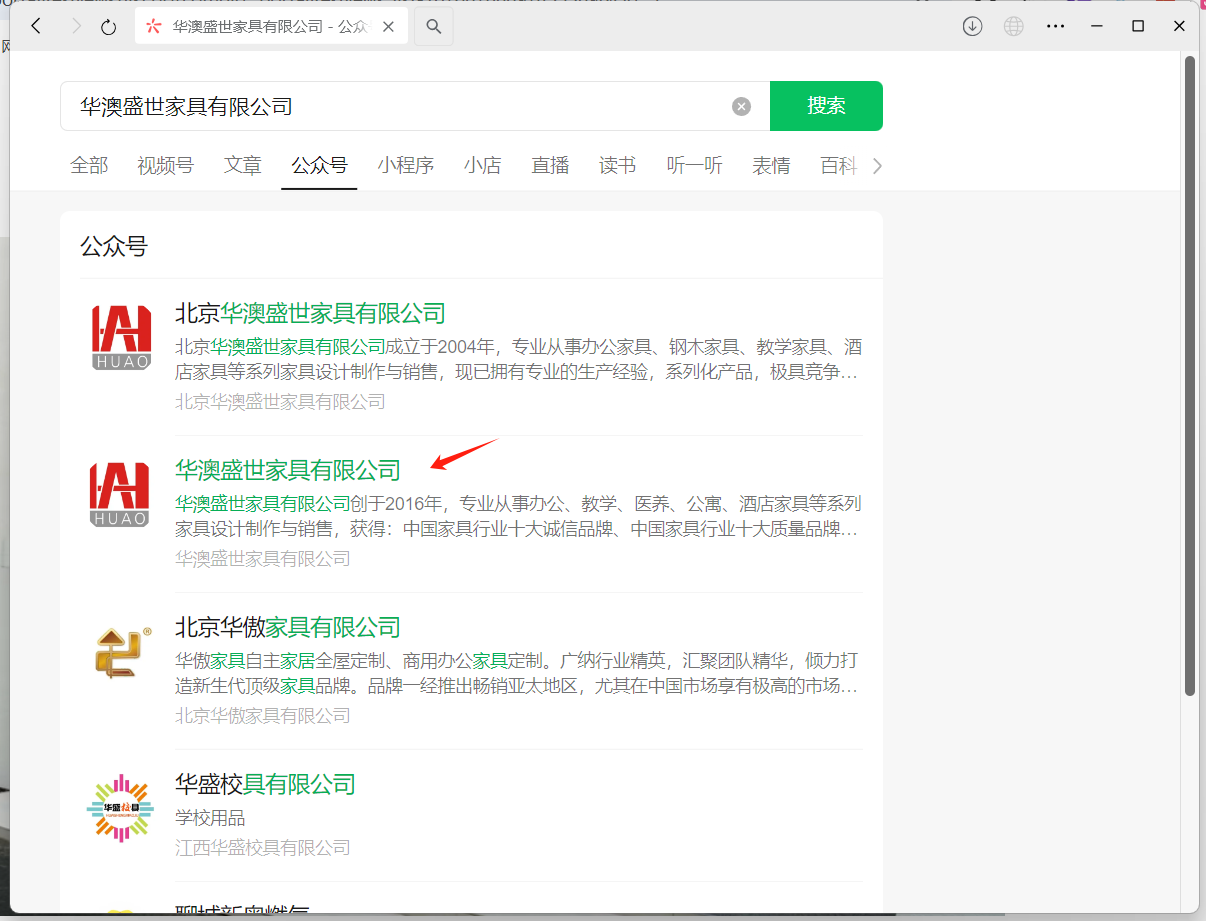 华澳盛世家具有限公司 - 公众
华澳盛世家具有限公司
搜索
全部 视频号 文章 公众号 小程序 小店 直播 读书 听一听 表情 百科
公众号
HUAO
北京华澳盛世家具有限公司
北京华澳盛世家具有限公司成立于2004年，专业从事办公家具、钢木家具、教学家具、酒
店家具等系列家具设计制作与销售，现已拥有专业的生产经验，系列化产品，极具竞争…
北京华澳盛世家具有限公司
HUAO
华澳盛世家具有限公司
华澳盛世家具有限公司创于2016年，专业从事办公、教学、医养、公寓、酒店家具等系列
家具设计制作与销售，获得：中国家具行业十大诚信品牌、中国家具行业十大质量品牌…
华澳盛世家具有限公司
北京华傲家具有限公司
华傲家具自主家居全屋定制、商用办公家具定制。广纳行业精英，汇聚团队精华，倾力打
造新生代顶级家具品牌。品牌一经推出畅销亚太地区，尤其在中国市场享有极高的市场…
北京华傲家具有限公司
华盛校具
华盛校具有限公司
学校用品
江西华盛校具有限公司
聊城新奥燃气